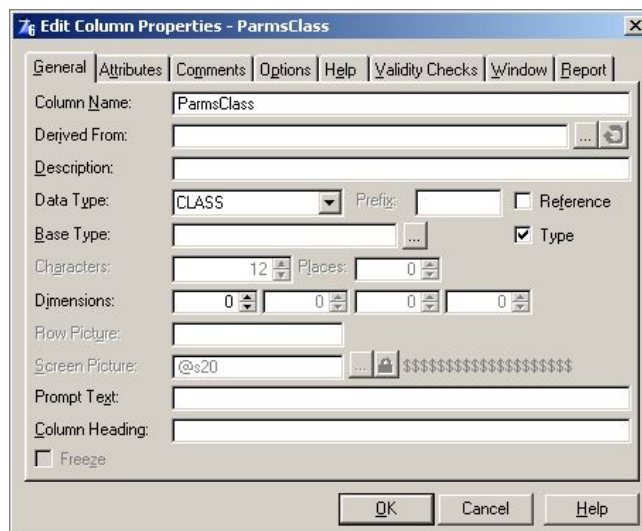 7/6 Edit Column Properties - ParmsClass
General Attributes Comments Options Help Validity Checks Window Report
Column Name: ParmsClass
Derived From: ...
Description:
Data Type: CLASS Prefix: Reference
Base Type: ... Type
Characters: 12 Places: 0
Dimensions: 0 0 0 0
Row Picture:
Screen Picture: @s20 ... $$$$$$$$$$$$$$$$$$$$
Prompt Text:
Column Heading:
Freeze
OK Cancel Help